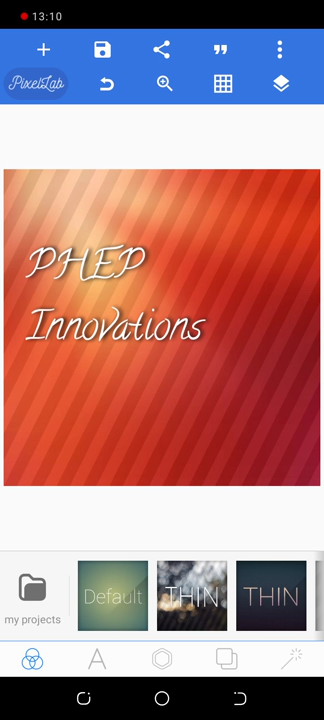 13:10
PixelLab
PHEP
Innovations
my projects
Default
THIN
THIN
A